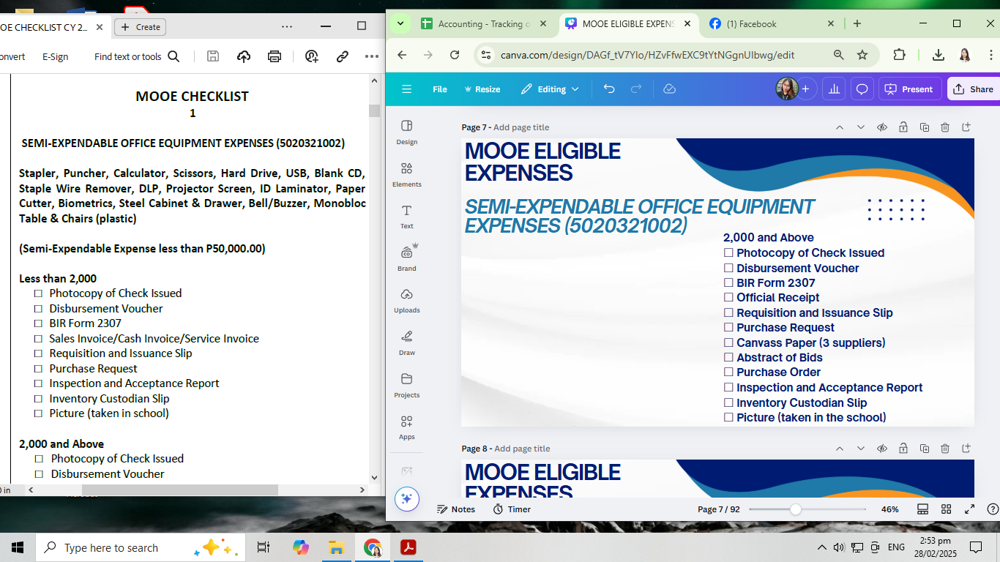 OE CHECKLIST CY 2...
Create
onvert
E-Sign
Find text or tools
MOOE CHECKLIST
1
SEMI-EXPENDABLE OFFICE EQUIPMENT EXPENSES (5020321002)
Stapler, Puncher, Calculator, Scissors, Hard Drive, USB, Blank CD,
Staple Wire Remover, DLP, Projector Screen, ID Laminator, Paper
Cutter, Biometrics, Steel Cabinet & Drawer, Bell/Buzzer, Monobloc
Table & Chairs (plastic)
(Semi-Expendable Expense less than P50,000.00)
Less than 2,000
☐ Photocopy of Check Issued
☐ Disbursement Voucher
☐ BIR Form 2307
☐ Sales Invoice/Cash Invoice/Service Invoice
☐ Requisition and Issuance Slip
☐ Purchase Request
☐ Inspection and Acceptance Report
☐ Inventory Custodian Slip
☐ Picture (taken in school)
2,000 and Above
☐ Photocopy of Check Issued
☐ Disbursement Voucher
0 in
Accounting - Tracking o
MOOE ELIGIBLE EXPENS
(1) Facebook
canva.com/design/DAGf_tV7YIo/HZvFfwEXC9tYtNGgnUIbwg/edit
File
Resize
Editing
Present
Share
Design
Elements
Text
Brand
Uploads
Draw
Projects
Apps
Page 7 - Add page title
MOOE ELIGIBLE
EXPENSES
SEMI-EXPENDABLE OFFICE EQUIPMENT
EXPENSES (5020321002)
2,000 and Above
☐ Photocopy of Check Issued
☐ Disbursement Voucher
☐ BIR Form 2307
☐ Official Receipt
☐ Requisition and Issuance Slip
☐ Purchase Request
☐ Canvass Paper (3 suppliers)
☐ Abstract of Bids
☐ Purchase Order
☐ Inspection and Acceptance Report
☐ Inventory Custodian Slip
☐ Picture (taken in the school)
Page 8 - Add page title
MOOE ELIGIBLE
EXPENSES
Notes
Timer
Page 7 / 92
46%
Type here to search
ENG
2:53 pm
28/02/2025